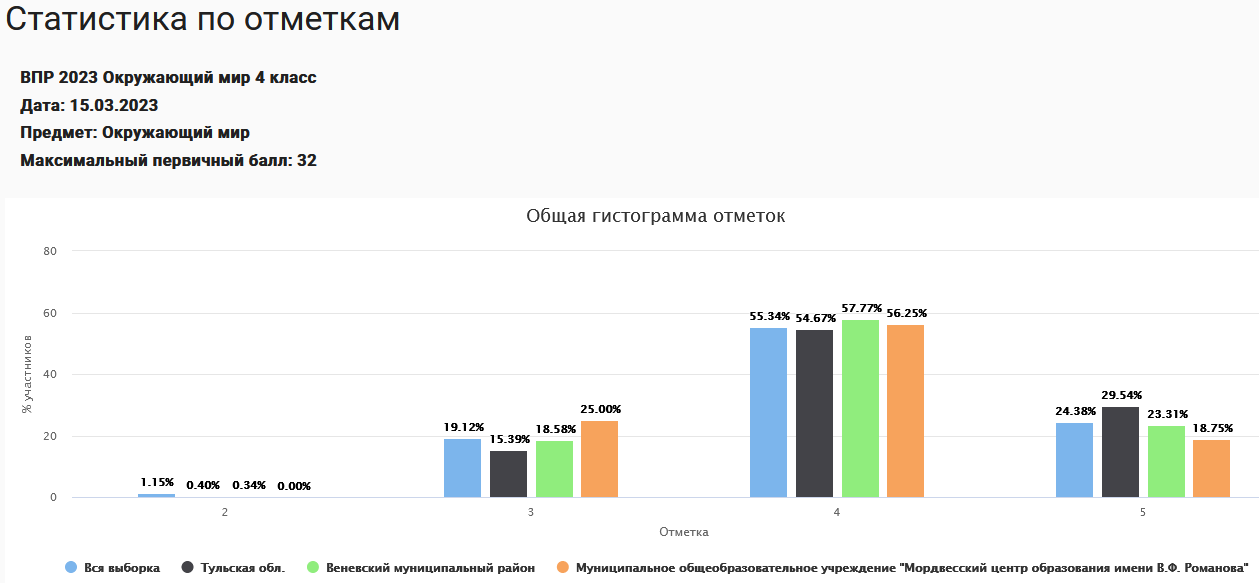 Статистика по отметкам
ВПР 2023 Окружающий мир 4 класс
Дата: 15.03.2023
Предмет: Окружающий мир
Максимальный первичный балл: 32
Общая гистограмма отметок
80
60
40
20
0
% участников
1.15% 0.40% 0.34% 0.00%
19.12% 15.39% 18.58% 25.00%
55.34% 54.67% 57.77% 56.25%
24.38% 29.54% 23.31% 18.75%
2 3 4 5
Отметка
Вся выборка Тульская обл. Веневский муниципальный район Муниципальное общеобразовательное учреждение "Мордвесский центр образования имени В.Ф. Романова"